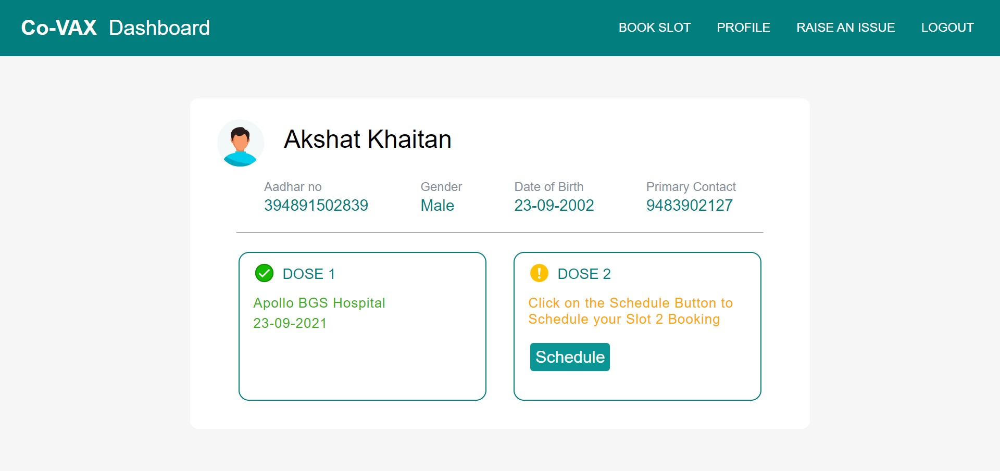 Co-VAX Dashboard
BOOK SLOT PROFILE RAISE AN ISSUE LOGOUT
Akshat Khaitan
Aadhar no Gender Date of Birth Primary Contact
394891502839 Male 23-09-2002 9483902127
DOSE 1
Apollo BGS Hospital
23-09-2021
DOSE 2
Click on the Schedule Button to
Schedule your Slot 2 Booking
Schedule